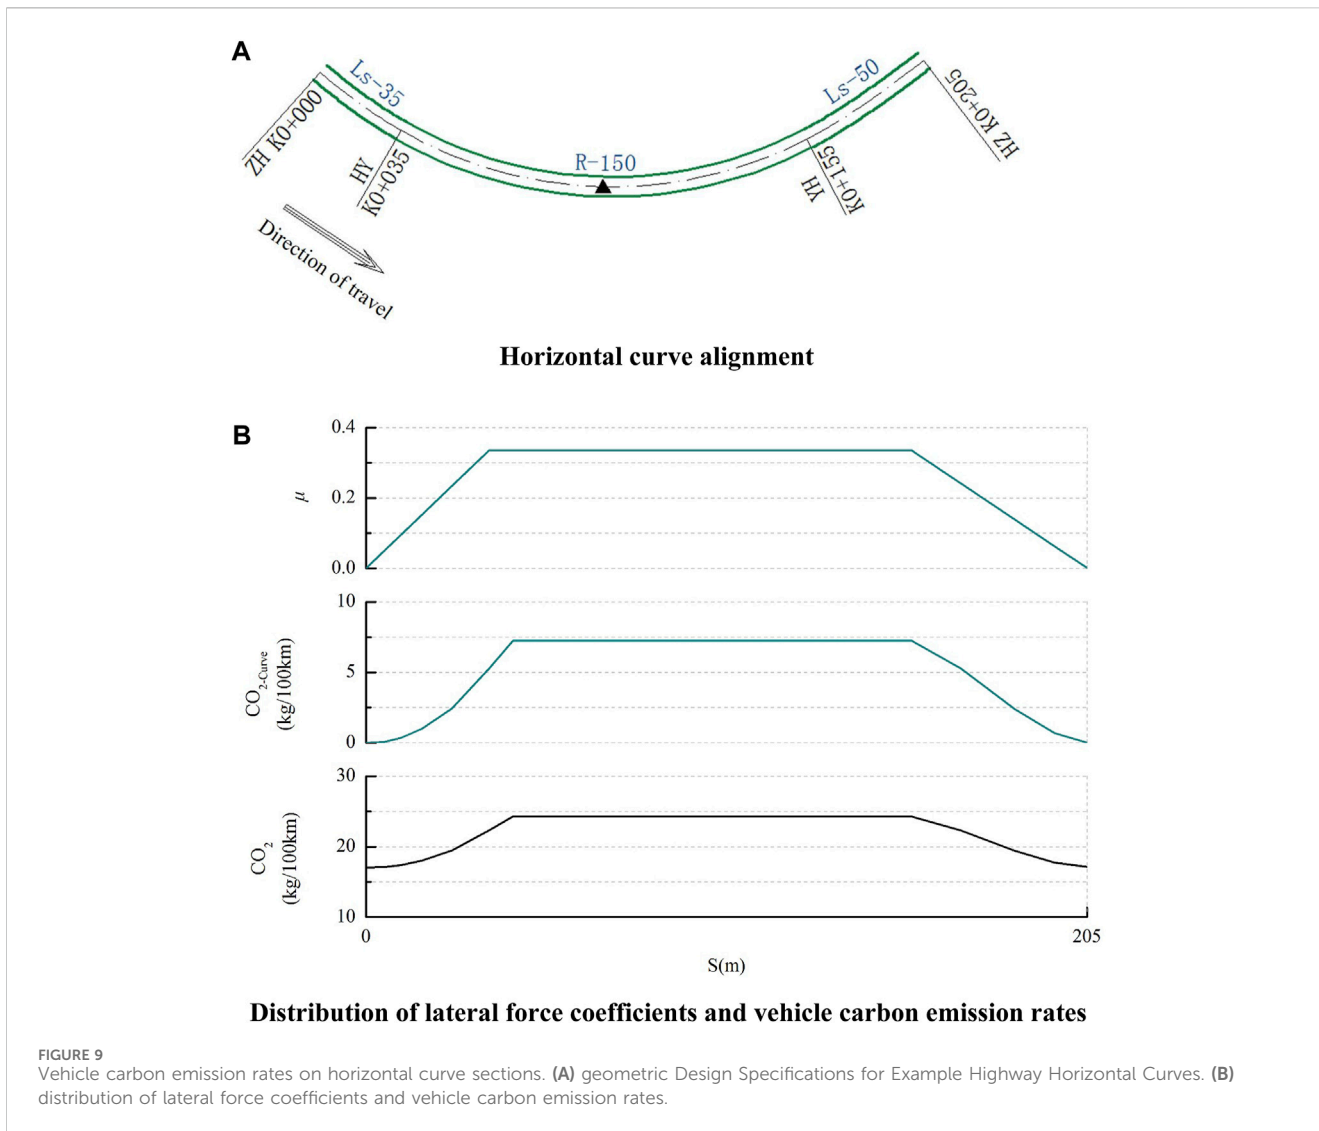 A
Ls-35
Ls-50
ZH K0+000
HY
K0+035
R-150
K0+155
YH
HZ K0+205
Direction of travel
Horizontal curve alignment
B
0.4
0.2
0.0
μ
10
5
0
CO2-Curve
(kg/100km)
30
20
10
CO2
(kg/100km)
0
205
S(m)
Distribution of lateral force coefficients and vehicle carbon emission rates
FIGURE 9
Vehicle carbon emission rates on horizontal curve sections. (A) geometric Design Specifications for Example Highway Horizontal Curves. (B)
distribution of lateral force coefficients and vehicle carbon emission rates.